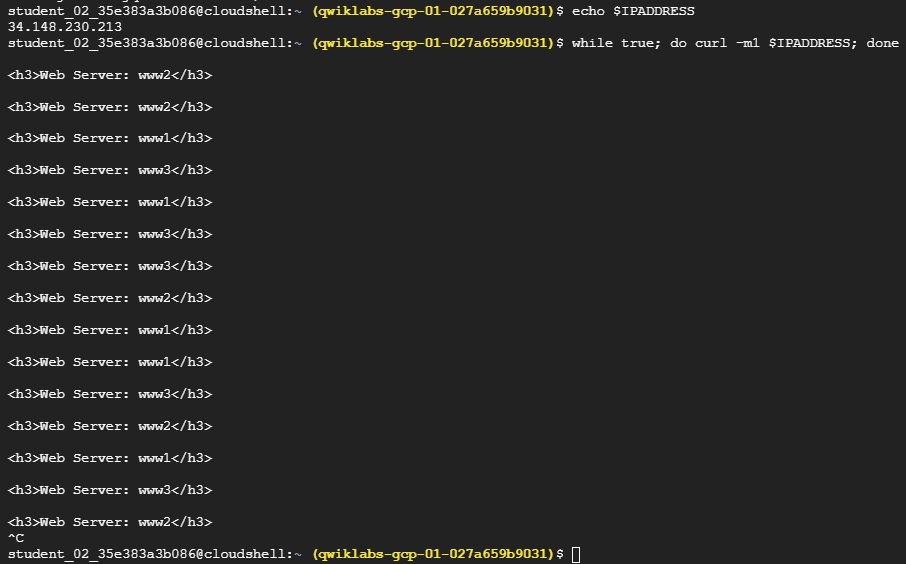 student_02_35e383a3b086@cloudshell:~ (qwiklabs-gcp-01-027a659b9031)$ echo $IPADDRESS
34.148.230.213
student_02_35e383a3b086@cloudshell:~ (qwiklabs-gcp-01-027a659b9031)$ while true; do curl -m1 $IPADDRESS; done
<h3>Web Server: www2</h3>
<h3>Web Server: www2</h3>
<h3>Web Server: www1</h3>
<h3>Web Server: www3</h3>
<h3>Web Server: www1</h3>
<h3>Web Server: www3</h3>
<h3>Web Server: www3</h3>
<h3>Web Server: www2</h3>
<h3>Web Server: www1</h3>
<h3>Web Server: www1</h3>
<h3>Web Server: www3</h3>
<h3>Web Server: www2</h3>
<h3>Web Server: www1</h3>
<h3>Web Server: www3</h3>
<h3>Web Server: www2</h3>
^C
student_02_35e383a3b086@cloudshell:~ (qwiklabs-gcp-01-027a659b9031)$